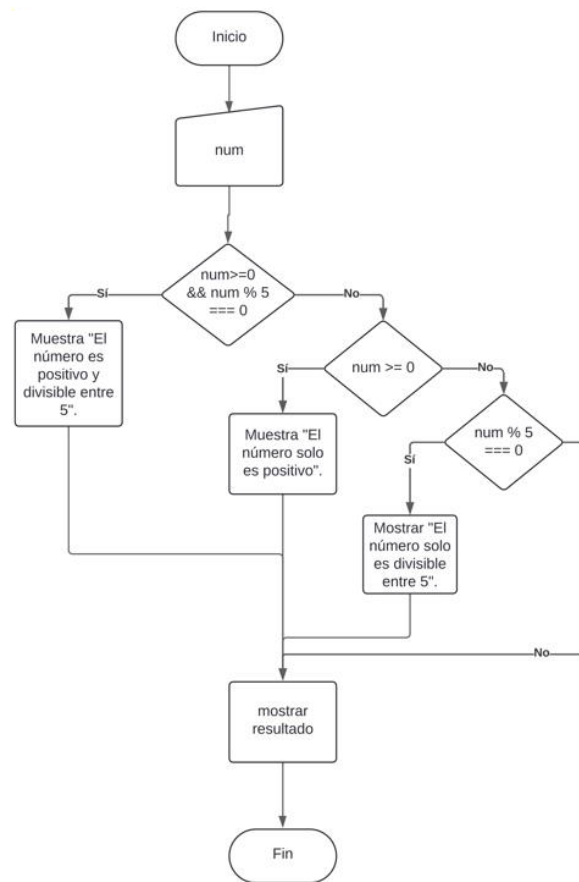 Inicio
num
num>=0
&& num % 5
=== 0
Sí
No
Muestra "El
número es
positivo y
divisible entre
5".
num >= 0
Sí
No
Muestra "El
número solo
es positivo".
num % 5
=== 0
Sí
Mostrar "El
número solo
es divisible
entre 5".
No
mostrar
resultado
Fin